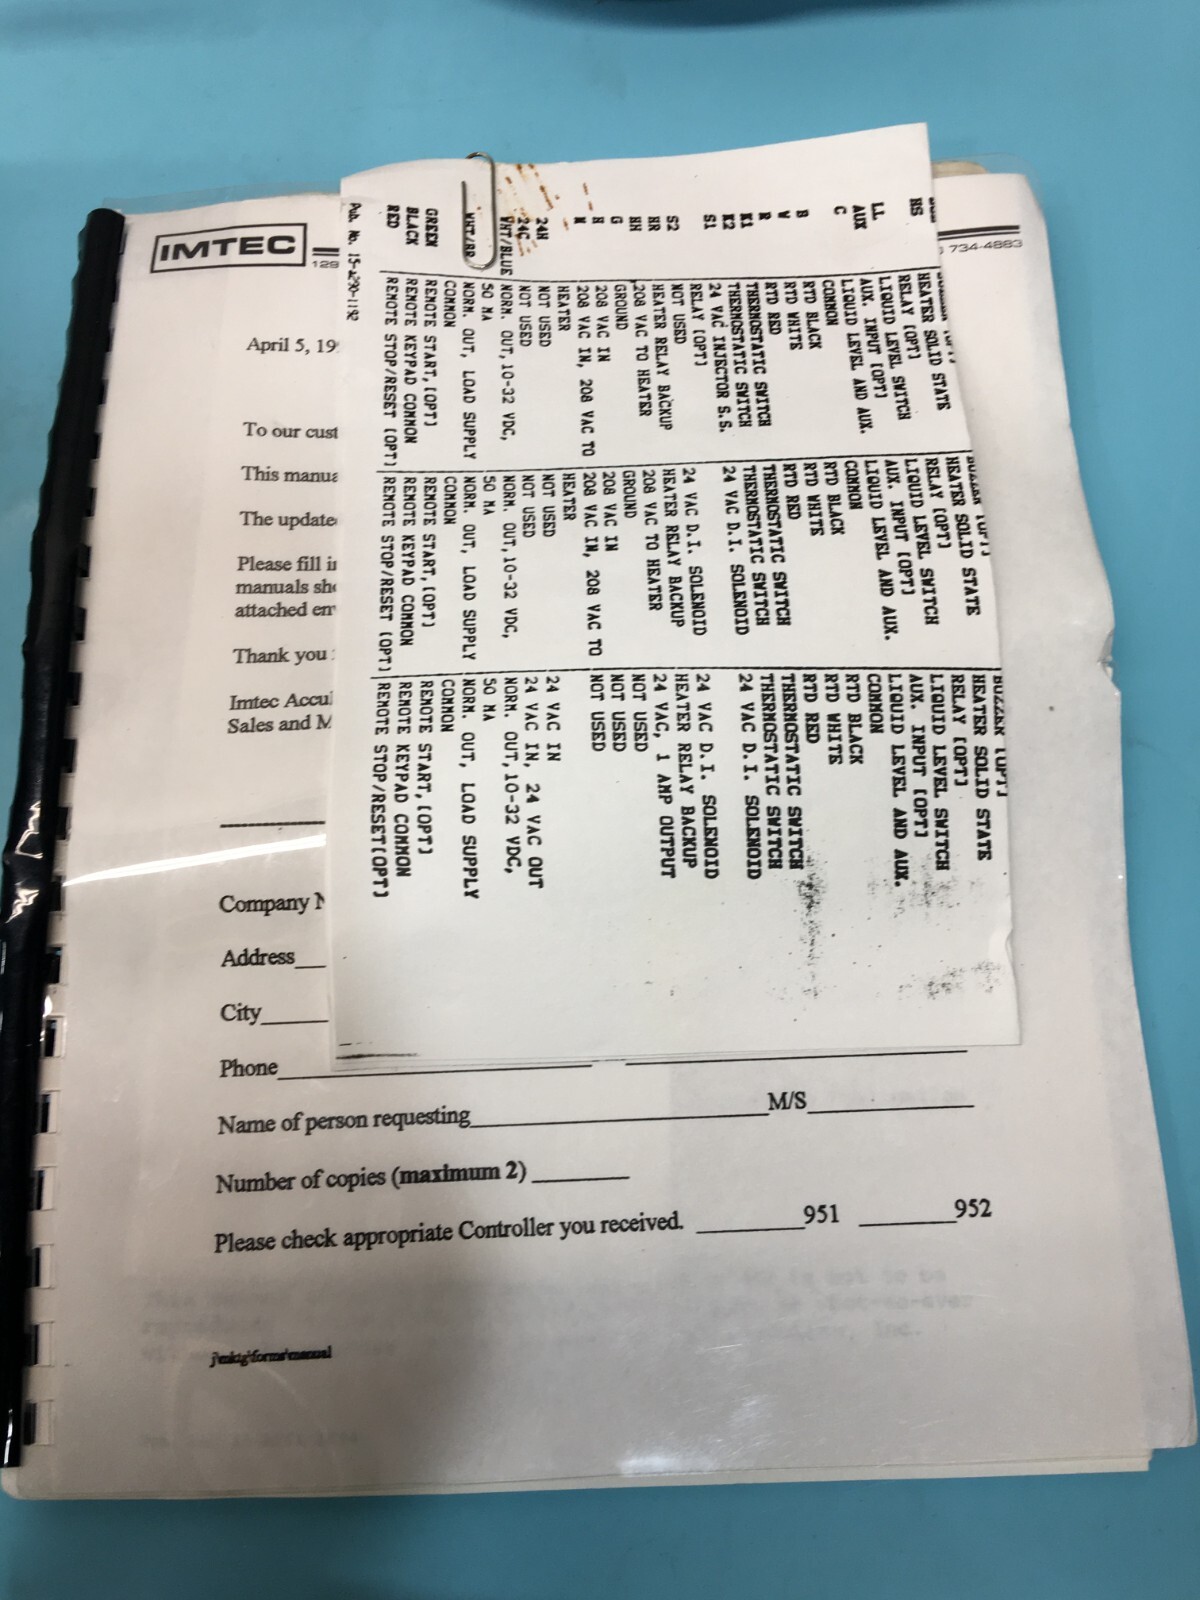 IMTEC
734-4883
129
April 5, 19
To our cust
This manua
The update
Please fill i
manuals sh
attached en
Thank you
Imtec Accu
Sales and M
Company N
Address
City
Phone
Name of person requesting M/S
Number of copies (maximum 2)
Please check appropriate Controller you received. 951 952
j\mktg\forms\manual
BUZZER [OPT]
HS HEATER SOLID STATE HEATER SOLID STATE HEATER SOLID STATE
RELAY [OPT] RELAY [OPT] RELAY [OPT]
LL LIQUID LEVEL SWITCH LIQUID LEVEL SWITCH LIQUID LEVEL SWITCH
AUX AUX. INPUT [OPT] AUX. INPUT [OPT] AUX. INPUT [OPT]
C LIQUID LEVEL AND AUX. LIQUID LEVEL AND AUX. LIQUID LEVEL AND AUX.
COMMON COMMON COMMON
B RTD BLACK RTD BLACK RTD BLACK
W RTD WHITE RTD WHITE RTD WHITE
R RTD RED RTD RED RTD RED
K1 THERMOSTATIC SWITCH THERMOSTATIC SWITCH THERMOSTATIC SWITCH
K2 THERMOSTATIC SWITCH THERMOSTATIC SWITCH THERMOSTATIC SWITCH
S1 24 VAC INJECTOR S.S. 24 VAC D.I. SOLENOID 24 VAC D.I. SOLENOID
RELAY [OPT]
S2 NOT USED 24 VAC D.I. SOLENOID 24 VAC D.I. SOLENOID
HR HEATER RELAY BACKUP HEATER RELAY BACKUP HEATER RELAY BACKUP
HH 208 VAC TO HEATER 208 VAC TO HEATER 24 VAC, 1 AMP OUTPUT
G GROUND GROUND NOT USED
H 208 VAC IN 208 VAC IN NOT USED
N 208 VAC IN, 208 VAC TO 208 VAC IN, 208 VAC TO NOT USED
HEATER HEATER
24H NOT USED NOT USED 24 VAC IN
24C NOT USED NOT USED 24 VAC IN, 24 VAC OUT
WHT/BLUE NORM. OUT,10-32 VDC, NORM. OUT,10-32 VDC, NORM. OUT,10-32 VDC,
50 MA 50 MA 50 MA
WHT/BR NORM. OUT, LOAD SUPPLY NORM. OUT, LOAD SUPPLY NORM. OUT, LOAD SUPPLY
COMMON COMMON COMMON
GREEN REMOTE START,[OPT] REMOTE START,[OPT] REMOTE START,[OPT]
BLACK REMOTE KEYPAD COMMON REMOTE KEYPAD COMMON REMOTE KEYPAD COMMON
RED REMOTE STOP/RESET [OPT] REMOTE STOP/RESET [OPT] REMOTE STOP/RESET[OPT]
Pub. No.